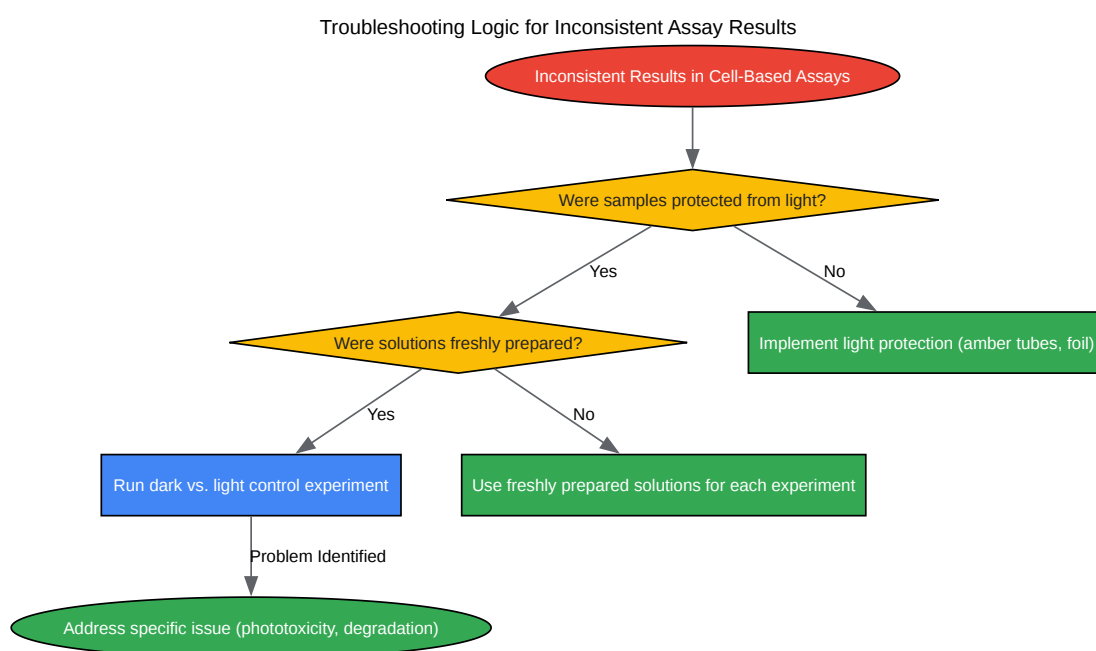 Troubleshooting Logic for Inconsistent Assay Results
Inconsistent Results in Cell-Based Assays
Were samples protected from light?
Yes
No
Were solutions freshly prepared?
Implement light protection (amber tubes, foil)
Yes
No
Run dark vs. light control experiment
Use freshly prepared solutions for each experiment
Problem Identified
Address specific issue (phototoxicity, degradation)